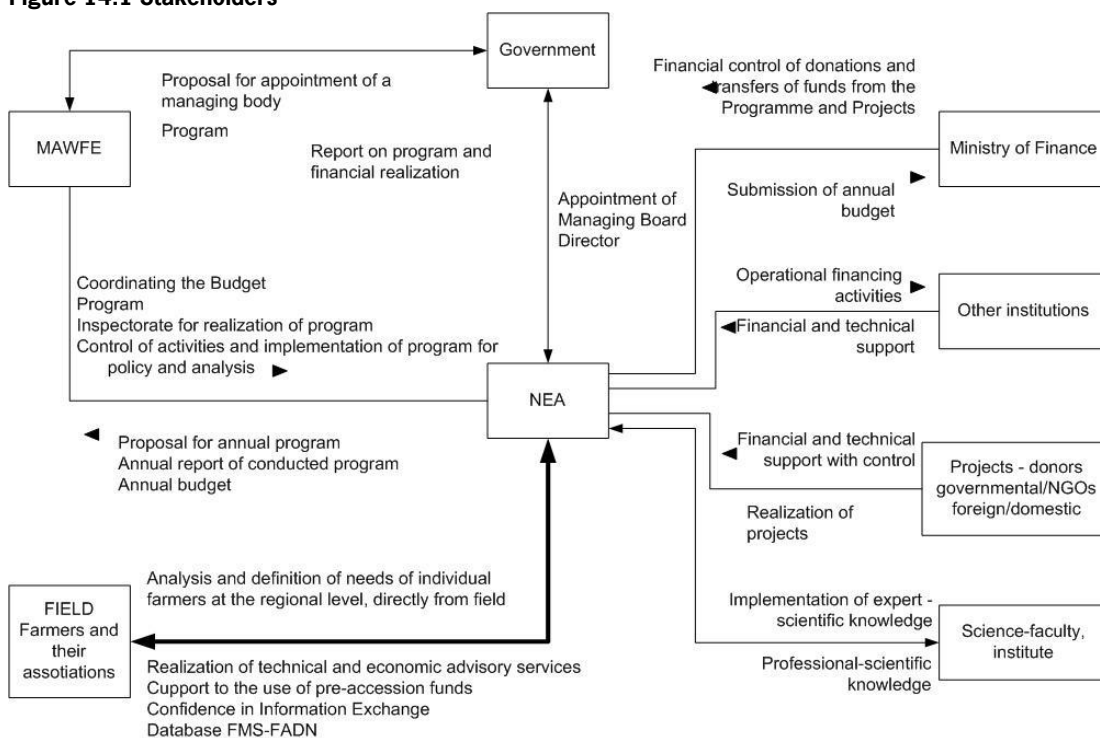 Figure 14.1 Stakeholders
Government
Proposal for appointment of a
managing body
Program
MAWFE
Report on program and
financial realization
Appointment of
Managing Board
Director
Financial control of donations and
transfers of funds from the
Programme and Projects
Ministry of Finance
Submission of annual
budget
Coordinating the Budget
Program
Inspectorate for realization of program
Control of activities and implementation of program for
policy and analysis
Operational financing
activities
Other institutions
Financial and technical
support
NEA
Proposal for annual program
Annual report of conducted program
Annual budget
Financial and technical
support with control
Projects - donors
governmental/NGOs
foreign/domestic
Realization of
projects
Analysis and definition of needs of individual
farmers at the regional level, directly from field
FIELD
Farmers and
their
assotiations
Realization of technical and economic advisory services
Cupport to the use of pre-accession funds
Confidence in Information Exchange
Database FMS-FADN
Implementation of expert -
scientific knowledge
Science-faculty,
institute
Professional-scientific
knowledge